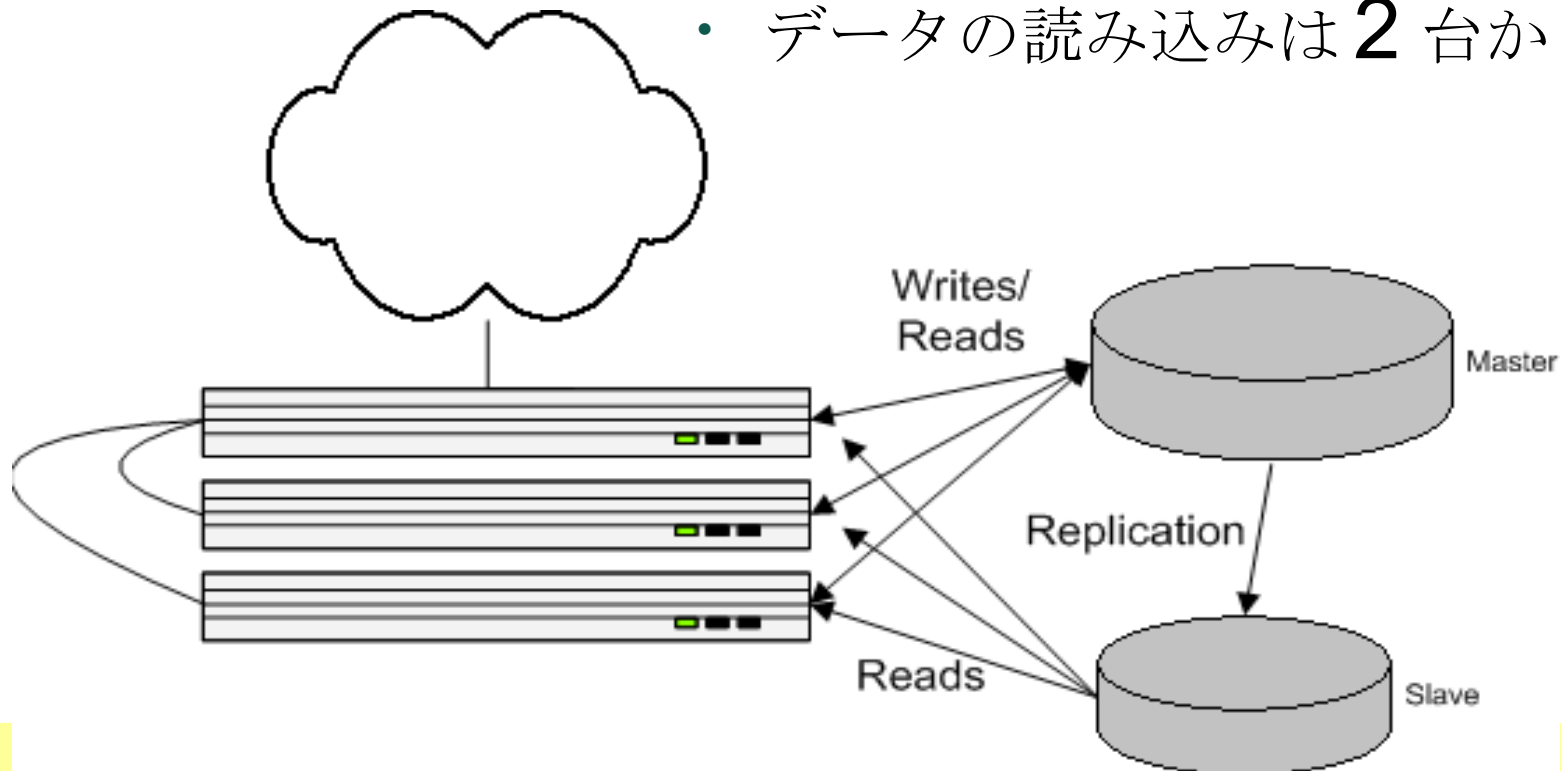 ・ データの読み込みは 2 台か
Writes/
Reads
Master
Replication
Reads
Slave